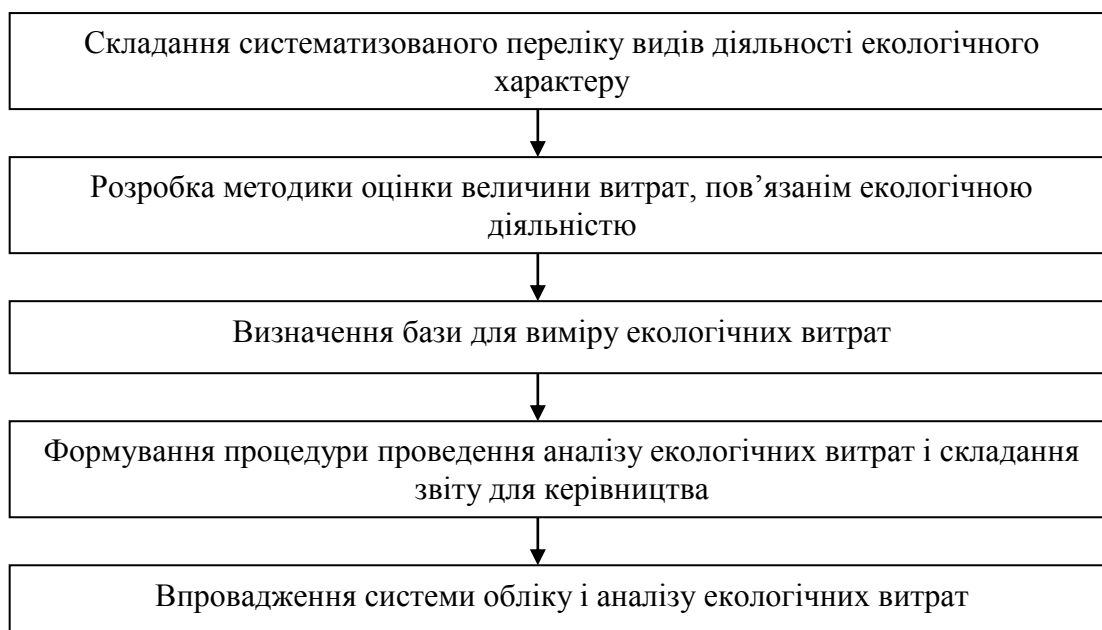 Складання систематизованого переліку видів діяльності екологічного
характеру
Розробка методики оцінки величини витрат, пов’язанім екологічною
діяльністю
Визначення бази для виміру екологічних витрат
Формування процедури проведення аналізу екологічних витрат і складання
звіту для керівництва
Впровадження системи обліку і аналізу екологічних витрат